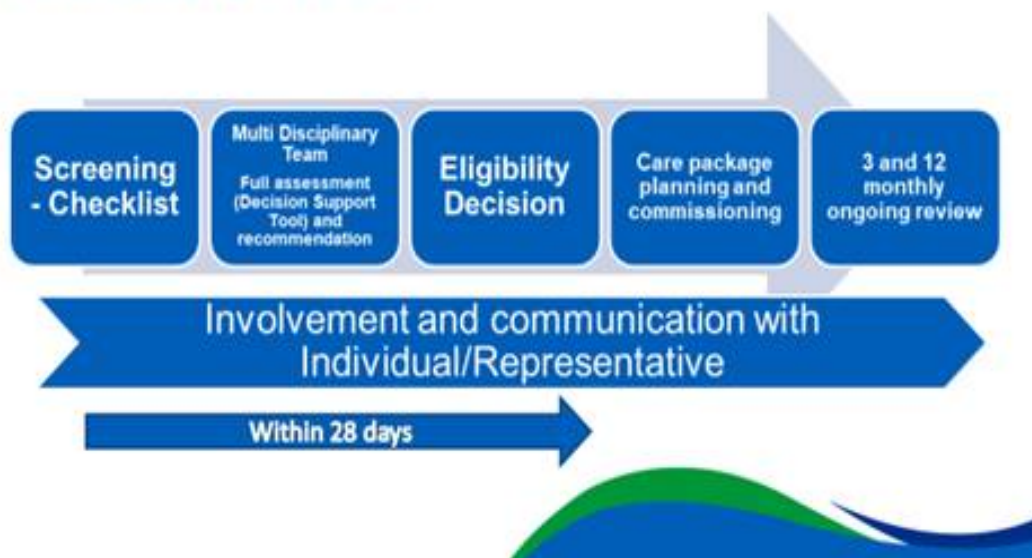 Screening
- Checklist
Multi Disciplinary
Team
Full assessment
(Decision Support
Tool) and
recommendation
Eligibility
Decision
Care package
planning and
commissioning
3 and 12
monthly
ongoing review
Involvement and communication with
Individual/Representative
Within 28 days